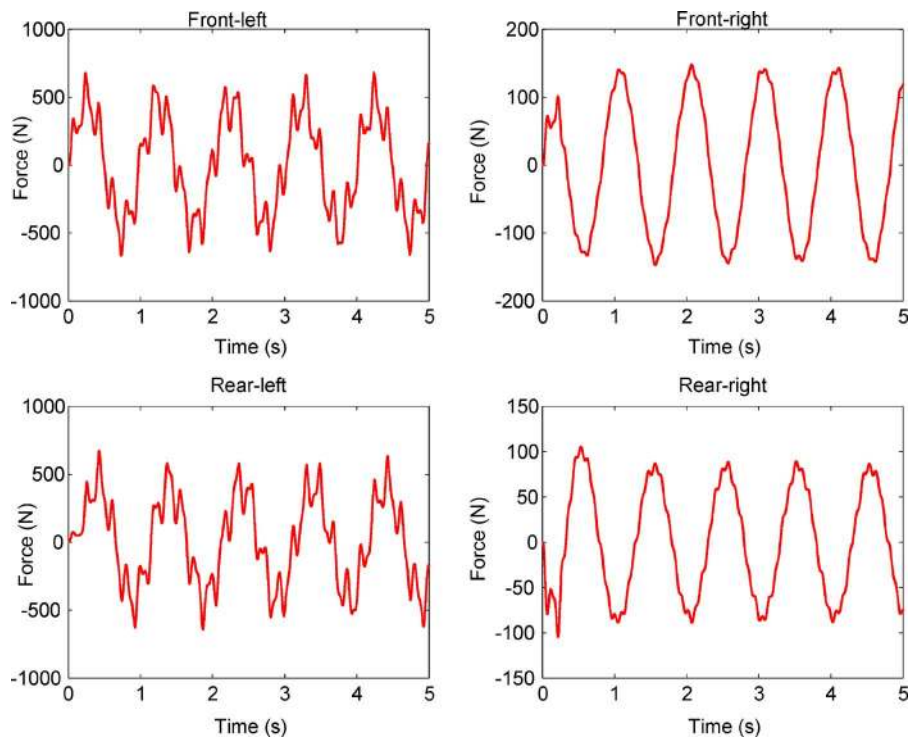 Front-left
1000
500
0
-500
-1000
Force (N)
0 1 2 3 4 5
Time (s)
Front-right
200
100
0
-100
-200
Force (N)
0 1 2 3 4 5
Time (s)
Rear-left
1000
500
0
-500
-1000
Force (N)
0 1 2 3 4 5
Time (s)
Rear-right
150
100
50
0
-50
-100
-150
Force (N)
0 1 2 3 4 5
Time (s)